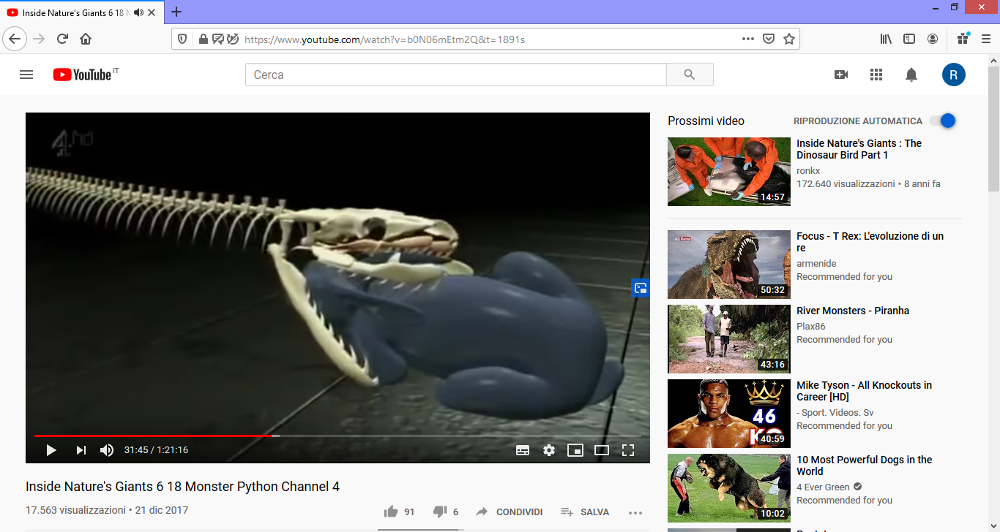 Inside Nature's Giants 6 18 M
https://www.youtube.com/watch?v=b0N06mEtm2Q&t=1891s
YouTube IT
Cerca
R
4 hd
31:45 / 1:21:16
Inside Nature's Giants 6 18 Monster Python Channel 4
17.563 visualizzazioni • 21 dic 2017
91
6
CONDIVIDI
SALVA
Prossimi video
RIPRODUZIONE AUTOMATICA
14:57
Inside Nature's Giants : The
Dinosaur Bird Part 1
ronkx
172.640 visualizzazioni • 8 anni fa
Focus
50:32
Focus - T Rex: L'evoluzione di un
re
armenide
Recommended for you
43:16
River Monsters - Piranha
Plax86
Recommended for you
46
KO
40:59
Mike Tyson - All Knockouts in
Career [HD]
- Sport. Videos. Sv
Recommended for you
10:02
10 Most Powerful Dogs in the
World
4 Ever Green
Recommended for you